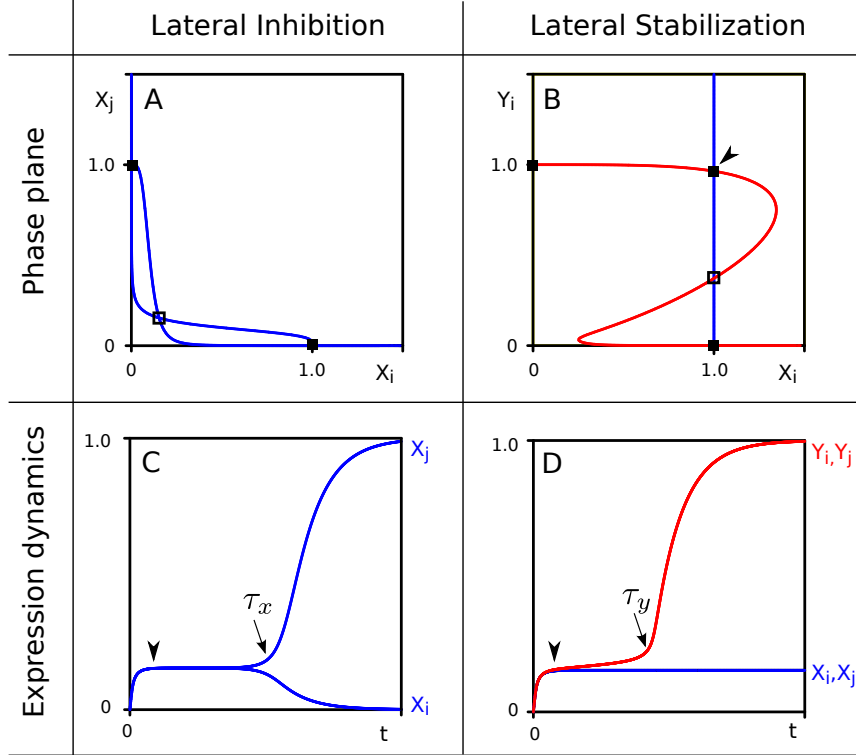 Lateral Inhibition
Lateral Stabilization
Phase plane
Xj
A
1.0
0
0
1.0
Xi
Yi
B
1.0
0
0
1.0
Xi
Expression dynamics
1.0
C
τx
Xj
0
Xi
0
t
1.0
D
τy
Yi,Yj
Xi,Xj
0
0
t